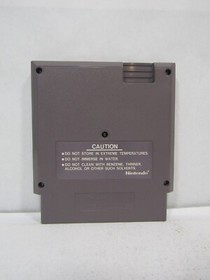 CAUTION
•DO NOT STORE IN EXTREME TEMPERATURES.
•DO NOT IMMERSE IN WATER.
•DO NOT CLEAN WITH BENZENE, THINNER,
ALCOHOL OR OTHER SUCH SOLVENTS.
Nintendo®